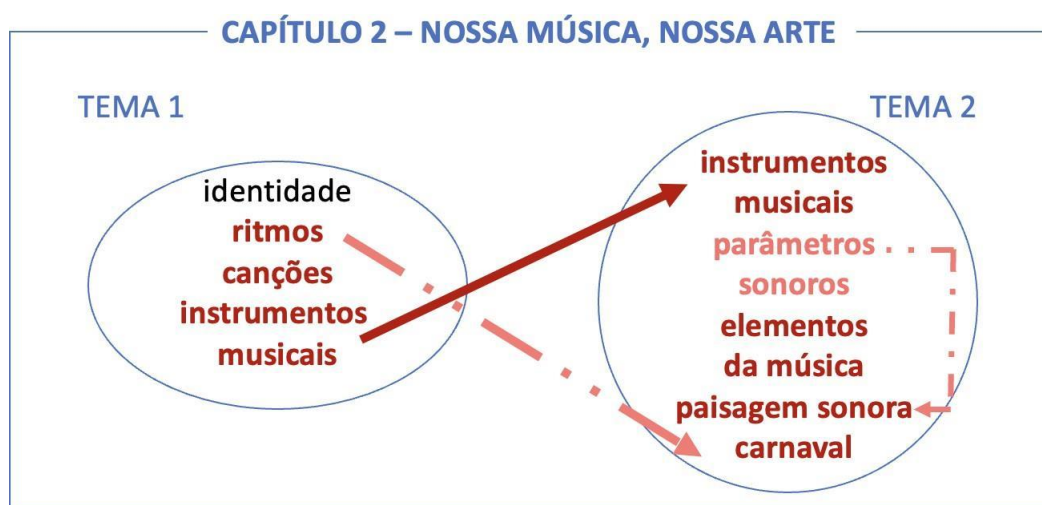 CAPÍTULO 2 – NOSSA MÚSICA, NOSSA ARTE
TEMA 1
identidade
ritmos
canções
instrumentos
musicais
TEMA 2
instrumentos
musicais
parâmetros
sonoros
elementos
da música
paisagem sonora
carnaval